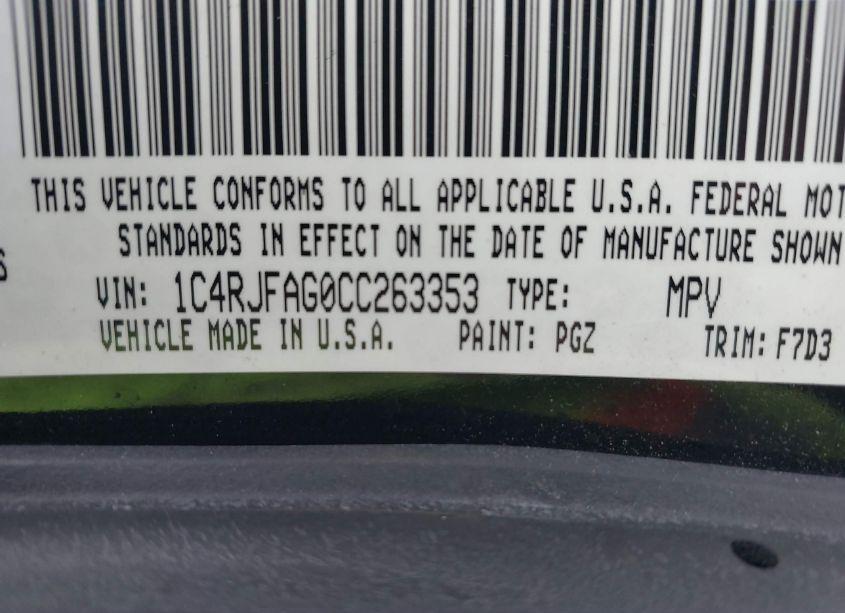 THIS VEHICLE CONFORMS TO ALL APPLICABLE U.S.A. FEDERAL MOT
STANDARDS IN EFFECT ON THE DATE OF MANUFACTURE SHOWN
S
VIN: 1C4RJFAG0CC263353 TYPE: MPV
VEHICLE MADE IN U.S.A. PAINT: PGZ TRIM: F7D3